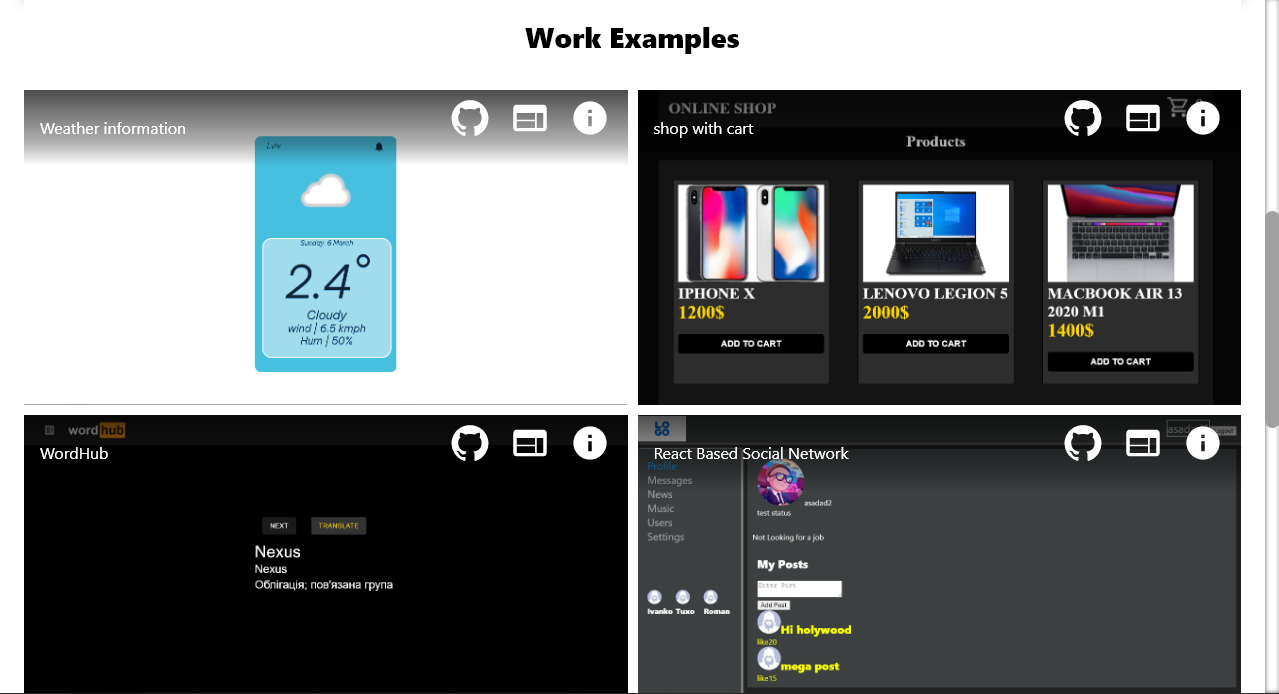 Work Examples
Weather information
Sunday, 6 March
2.4°
Cloudy
wind | 6.5 kmph
Hum | 50%
ONLINE SHOP
shop with cart
Products
IPHONE X
1200$
ADD TO CART
LENOVO LEGION 5
2000$
ADD TO CART
MACBOOK AIR 13
2020 M1
1400$
ADD TO CART
wordhub
WordHub
NEXT
TRANSLATE
Nexus
Nexus
Облігація; пов'язана група
LO
GO
React Based Social Network
Profile
Messages
News
Music
Users
Settings
Ivanko Tuxo Roman
asadad2
test status
Not Looking for a job
My Posts
Enter Post
Add Post
Hi holywood
like20
mega post
like15